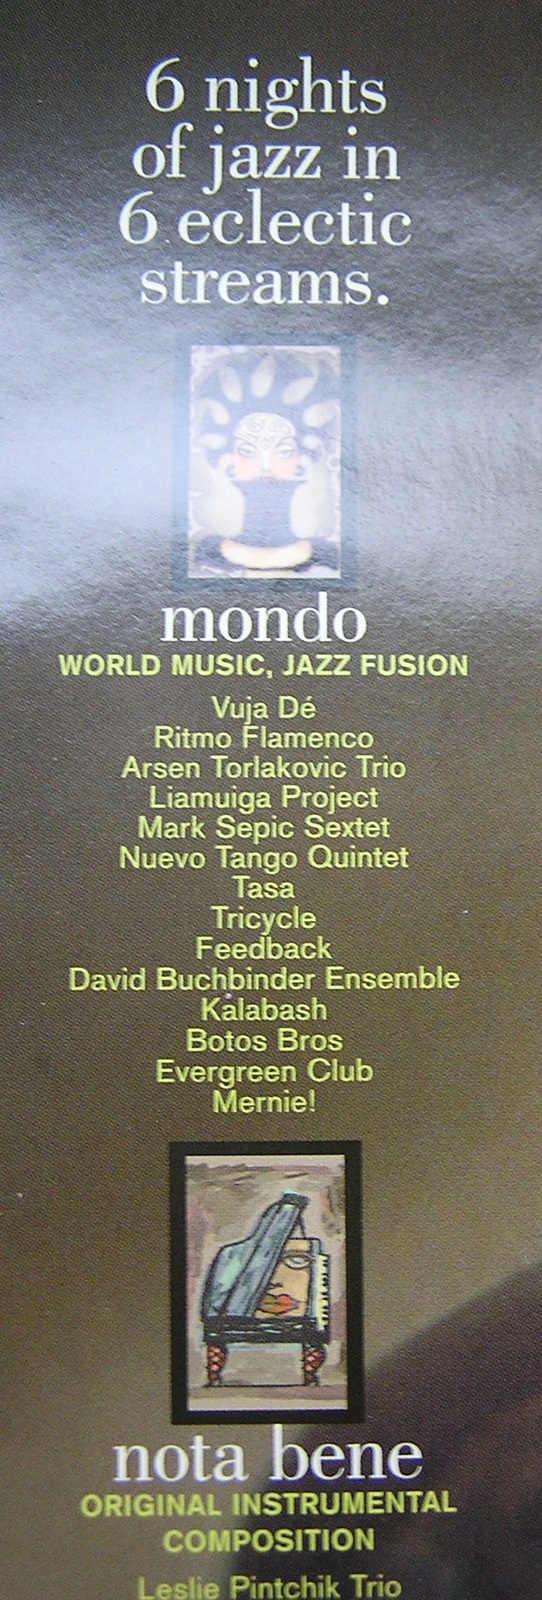 6 nights
of jazz in
6 eclectic
streams.
mondo
WORLD MUSIC, JAZZ FUSION
Vuja Dé
Ritmo Flamenco
Arsen Torlakovic Trio
Liamuiga Project
Mark Sepic Sextet
Nuevo Tango Quintet
Tasa
Tricycle
Feedback
David Buchbinder Ensemble
Kalabash
Botos Bros
Evergreen Club
Mernie!
nota bene
ORIGINAL INSTRUMENTAL
COMPOSITION
Leslie Pintchik Trio